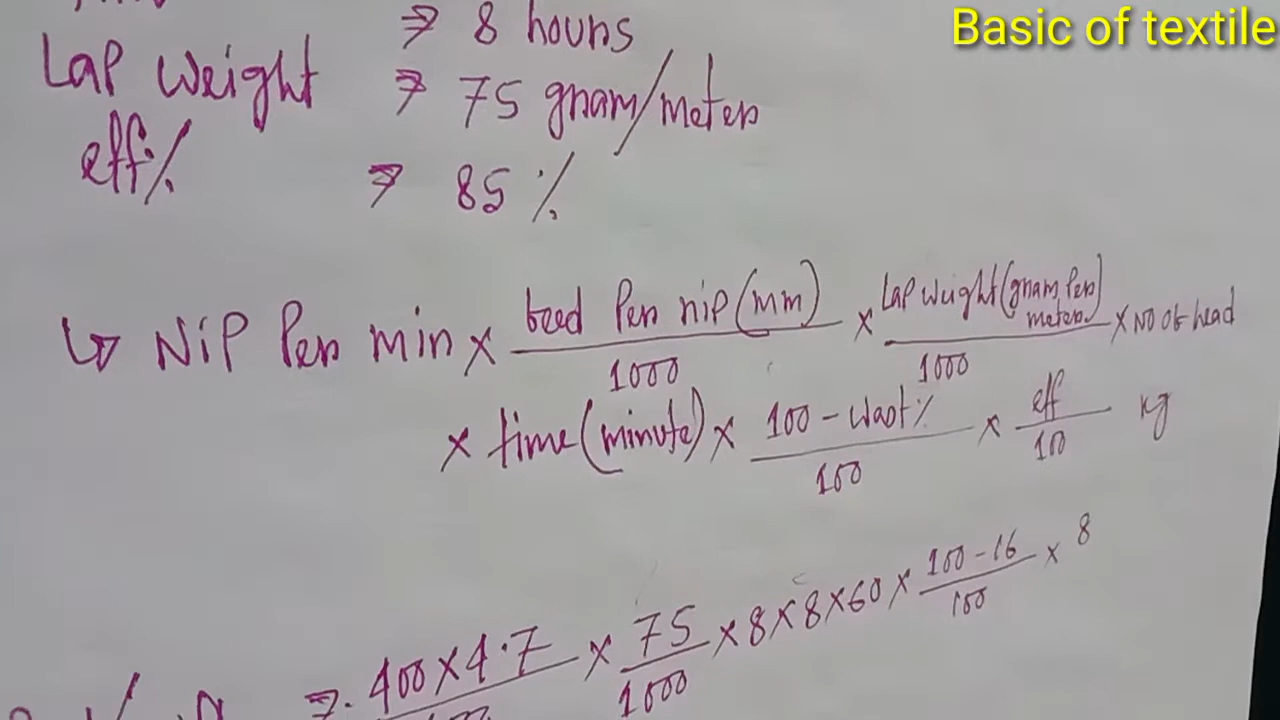 Basic of textile
⇒ 8 hours
Lap weight ⇒ 75 gram/meter
eff% ⇒ 85 %
↳ Nip Per min × feed Per nip (mm) / 1000 × Lap weight (gram Per meter) / 1000 × No of head
× time (minute) × 100 - wast% / 100 × eff / 100 kg
⇒ 400 × 4.7 × 75 / 1000 × 8 × 8 × 60 × 100 - 16 / 100 × 8